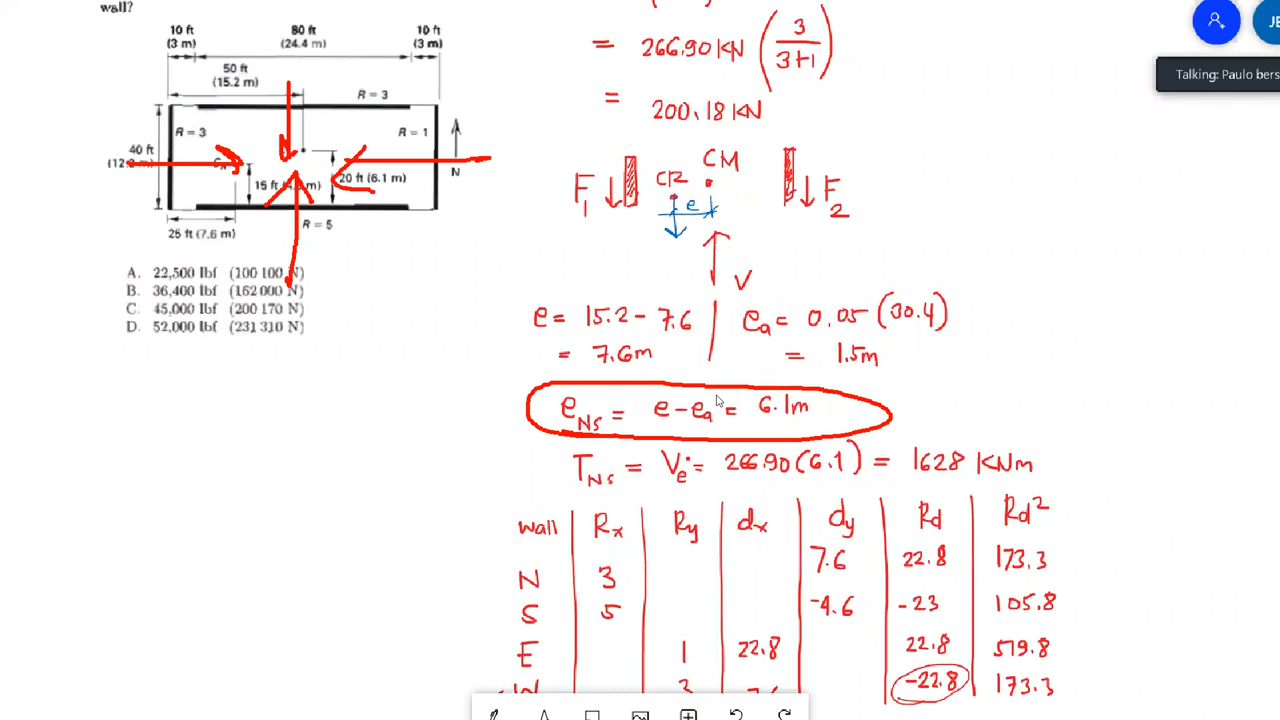 wall?
10 ft
(3 m)
80 ft
(24.4 m)
10 ft
(3 m)
50 ft
(15.2 m)
R = 3
R = 3
R = 1
40 ft
(12.
N
15 ft
m)
20 ft (6.1 m)
R = 5
25 ft (7.6 m)
A. 22,500 lbf (100 100 N)
B. 36,400 lbf (162 000 N)
C. 45,000 lbf (200 170 N)
D. 52,000 lbf (231 310 N)
= 266.90 KN (3/3+1)
= 200.18 KN
F1 CR CM F2
e
V
e = 15.2 - 7.6
= 7.6m
ea = 0.05 (30.4)
= 1.5m
eNS = e - ea = 6.1m
TNS = Ve = 266.90 (6.1) = 1628 KNm
wall Rx Ry dx dy Rd Rd²
N 3 7.6 22.8 173.3
S 5 -4.6 -23 105.8
E 1 22.8 22.8 519.8
-22.8 173.3
Talking: Paulo bers
JE